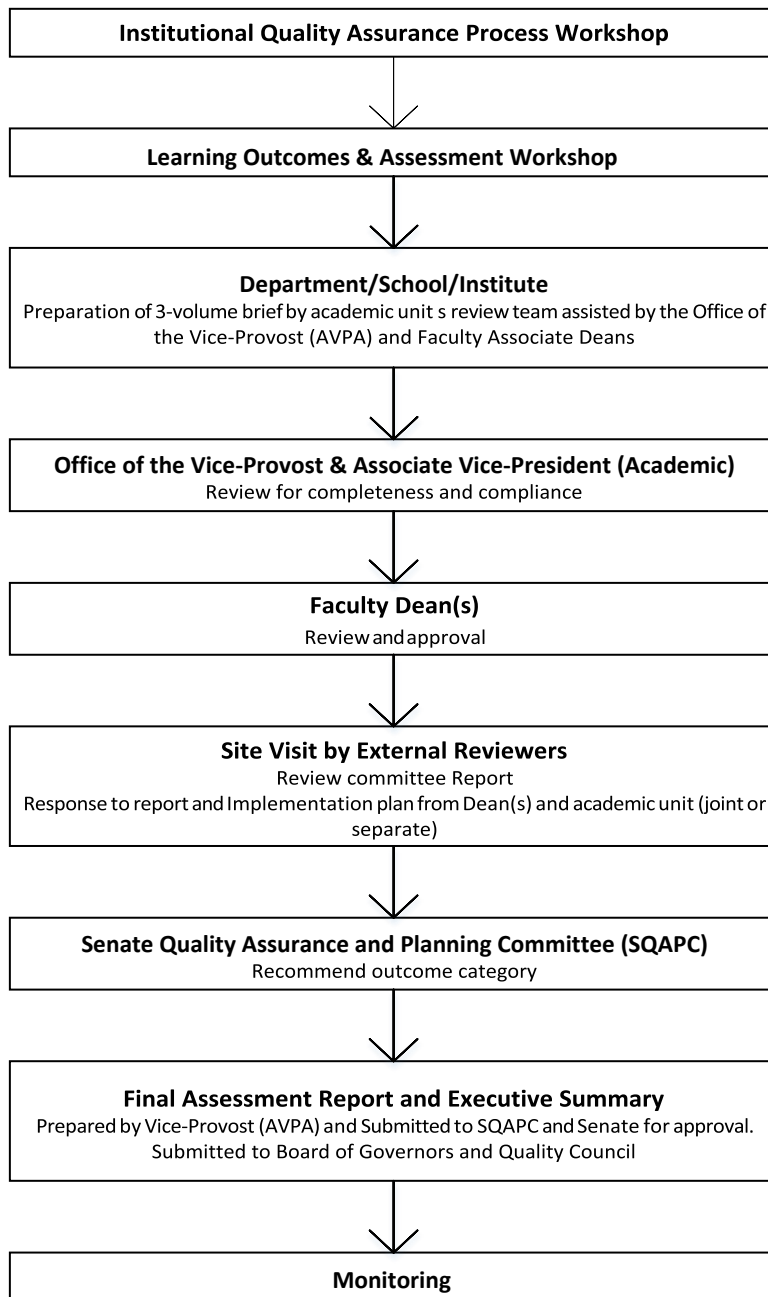 Institutional Quality Assurance Process Workshop
Learning Outcomes & Assessment Workshop
Department/School/Institute
Preparation of 3-volume brief by academic unit s review team assisted by the Office of
the Vice-Provost (AVPA) and Faculty Associate Deans
Office of the Vice-Provost & Associate Vice-President (Academic)
Review for completeness and compliance
Faculty Dean(s)
Review and approval
Site Visit by External Reviewers
Review committee Report
Response to report and Implementation plan from Dean(s) and academic unit (joint or
separate)
Senate Quality Assurance and Planning Committee (SQAPC)
Recommend outcome category
Final Assessment Report and Executive Summary
Prepared by Vice-Provost (AVPA) and Submitted to SQAPC and Senate for approval.
Submitted to Board of Governors and Quality Council
Monitoring